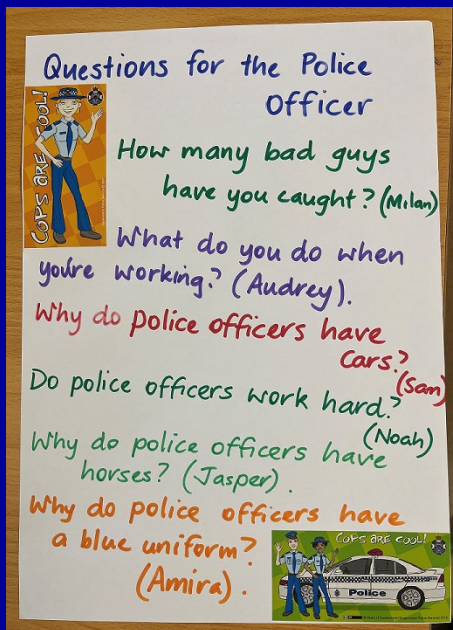 Questions for the Police
Officer
COPS ARE COOL!
How many bad guys
have you caught? (Milan)
What do you do when
you're working? (Audrey).
Why do police officers have
cars?
(Sam)
Do police officers work hard?
(Noah)
Why do police officers have
horses? (Jasper).
Why do police officers have
a blue uniform?
(Amira).
COPS ARE COOL!
Police